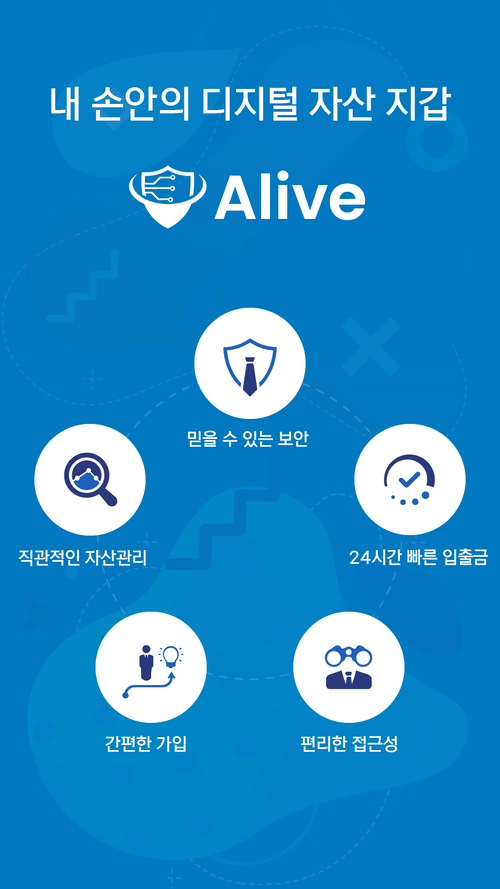 내 손안의 디지털 자산 지갑
Alive
믿을 수 있는 보안
직관적인 자산관리
24시간 빠른 입출금
간편한 가입
편리한 접근성